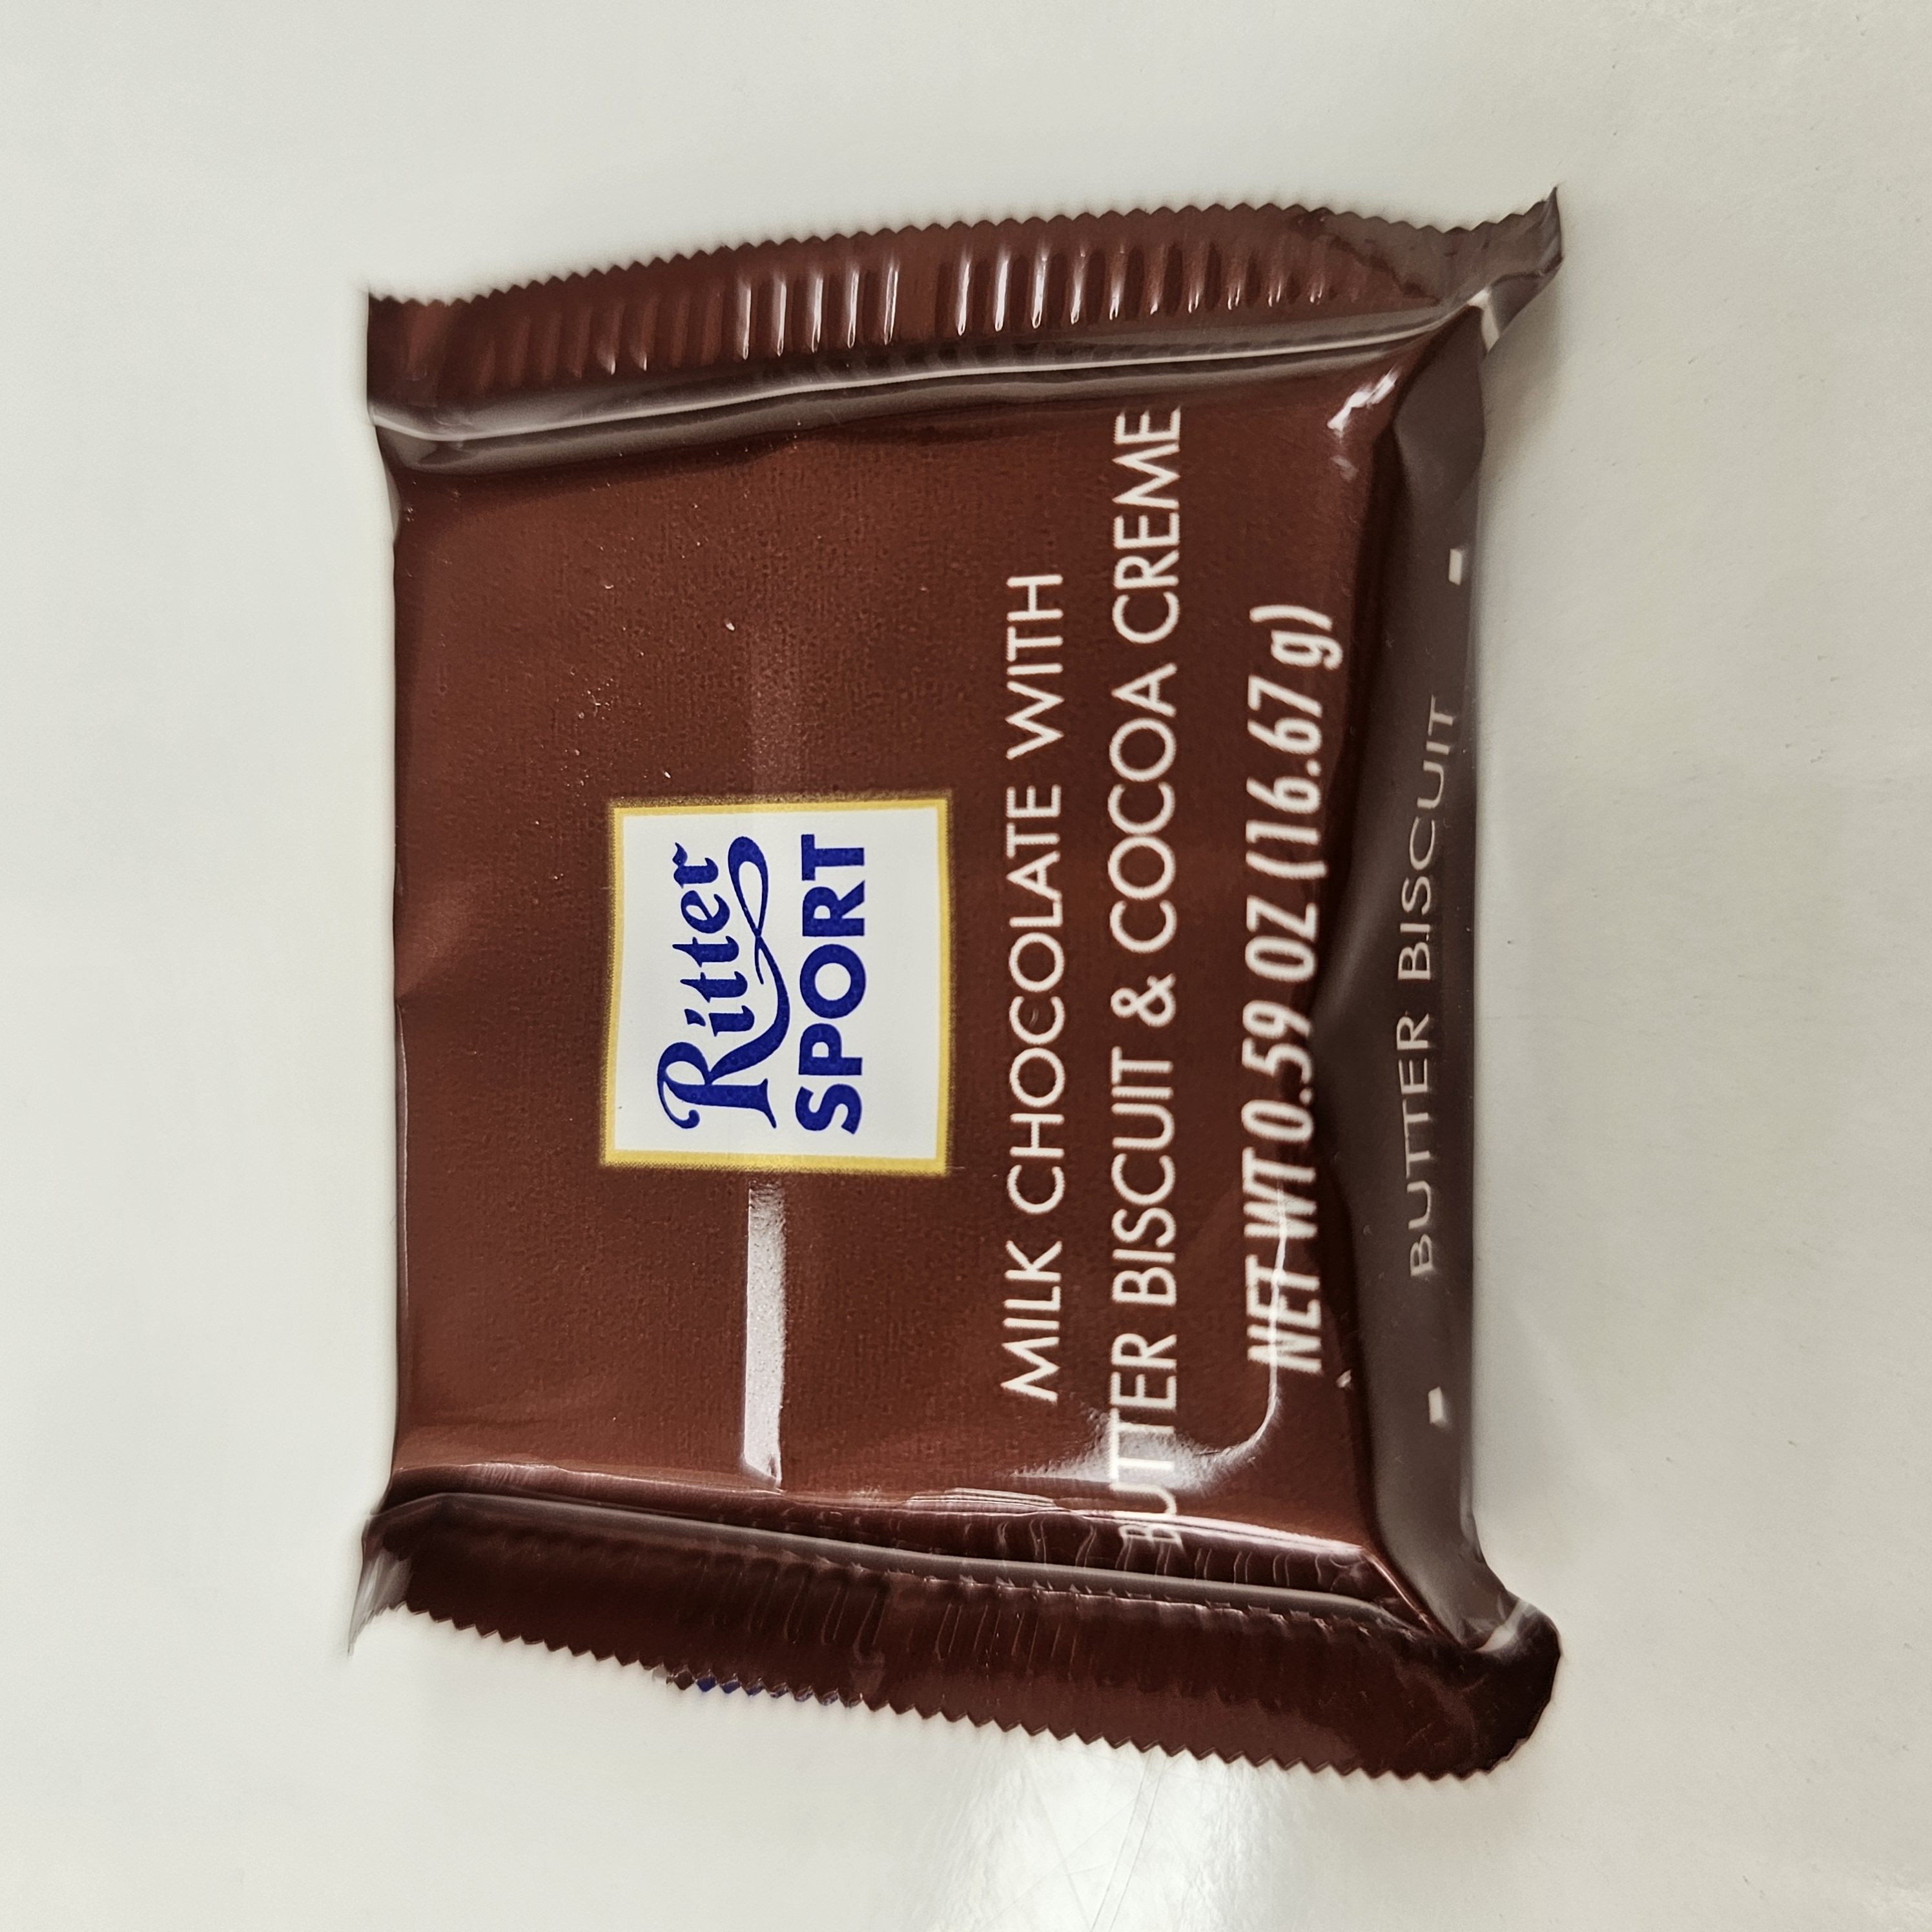 Ritter
SPORT
MILK CHOCOLATE WITH
BUTTER BISCUIT & COCOA CREME
NET WT 0.59 OZ (16.67 g)
BUTTER BISCUIT